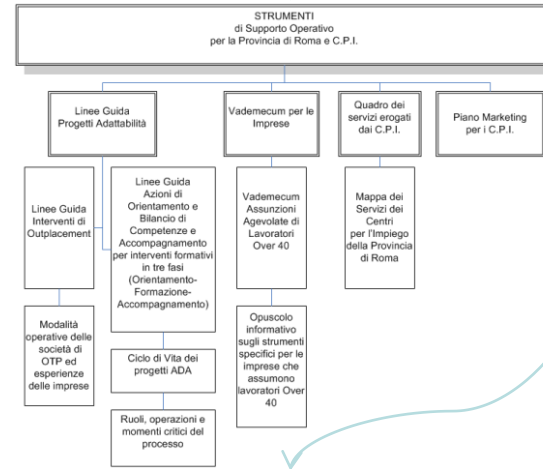 STRUMENTI
di Supporto Operativo
per la Provincia di Roma e C.P.I.
Linee Guida
Progetti Adattabilità
Vademecum per le
Imprese
Quadro dei
servizi erogati
dai C.P.I.
Piano Marketing
per i C.P.I.
Linee Guida
Interventi di
Outplacement
Linee Guida
Azioni di
Orientamento e
Bilancio di
Competenze e
Accompagnamento
per interventi formativi
in tre fasi
(Orientamento-
Formazione-
Accompagnamento)
Vademecum
Assunzioni
Agevolate di
Lavoratori
Over 40
Mappa dei
Servizi dei
Centri
per l'Impiego
della Provincia
di Roma
Modalità
operative delle
società di
OTP ed
esperienze
delle imprese
Ciclo di Vita dei
progetti ADA
Ruoli, operazioni e
momenti critici del
processo
Opuscolo
informativo
sugli strumenti
specifici per le
imprese che
assumono
lavoratori Over
40